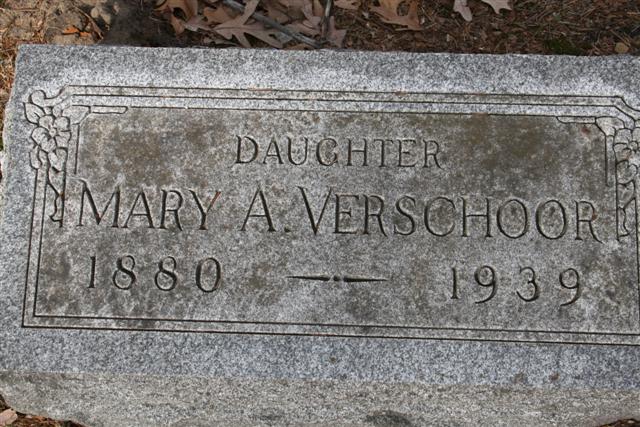 DAUGHTER
MARY A. VERSCHOOR
1880 — 1939